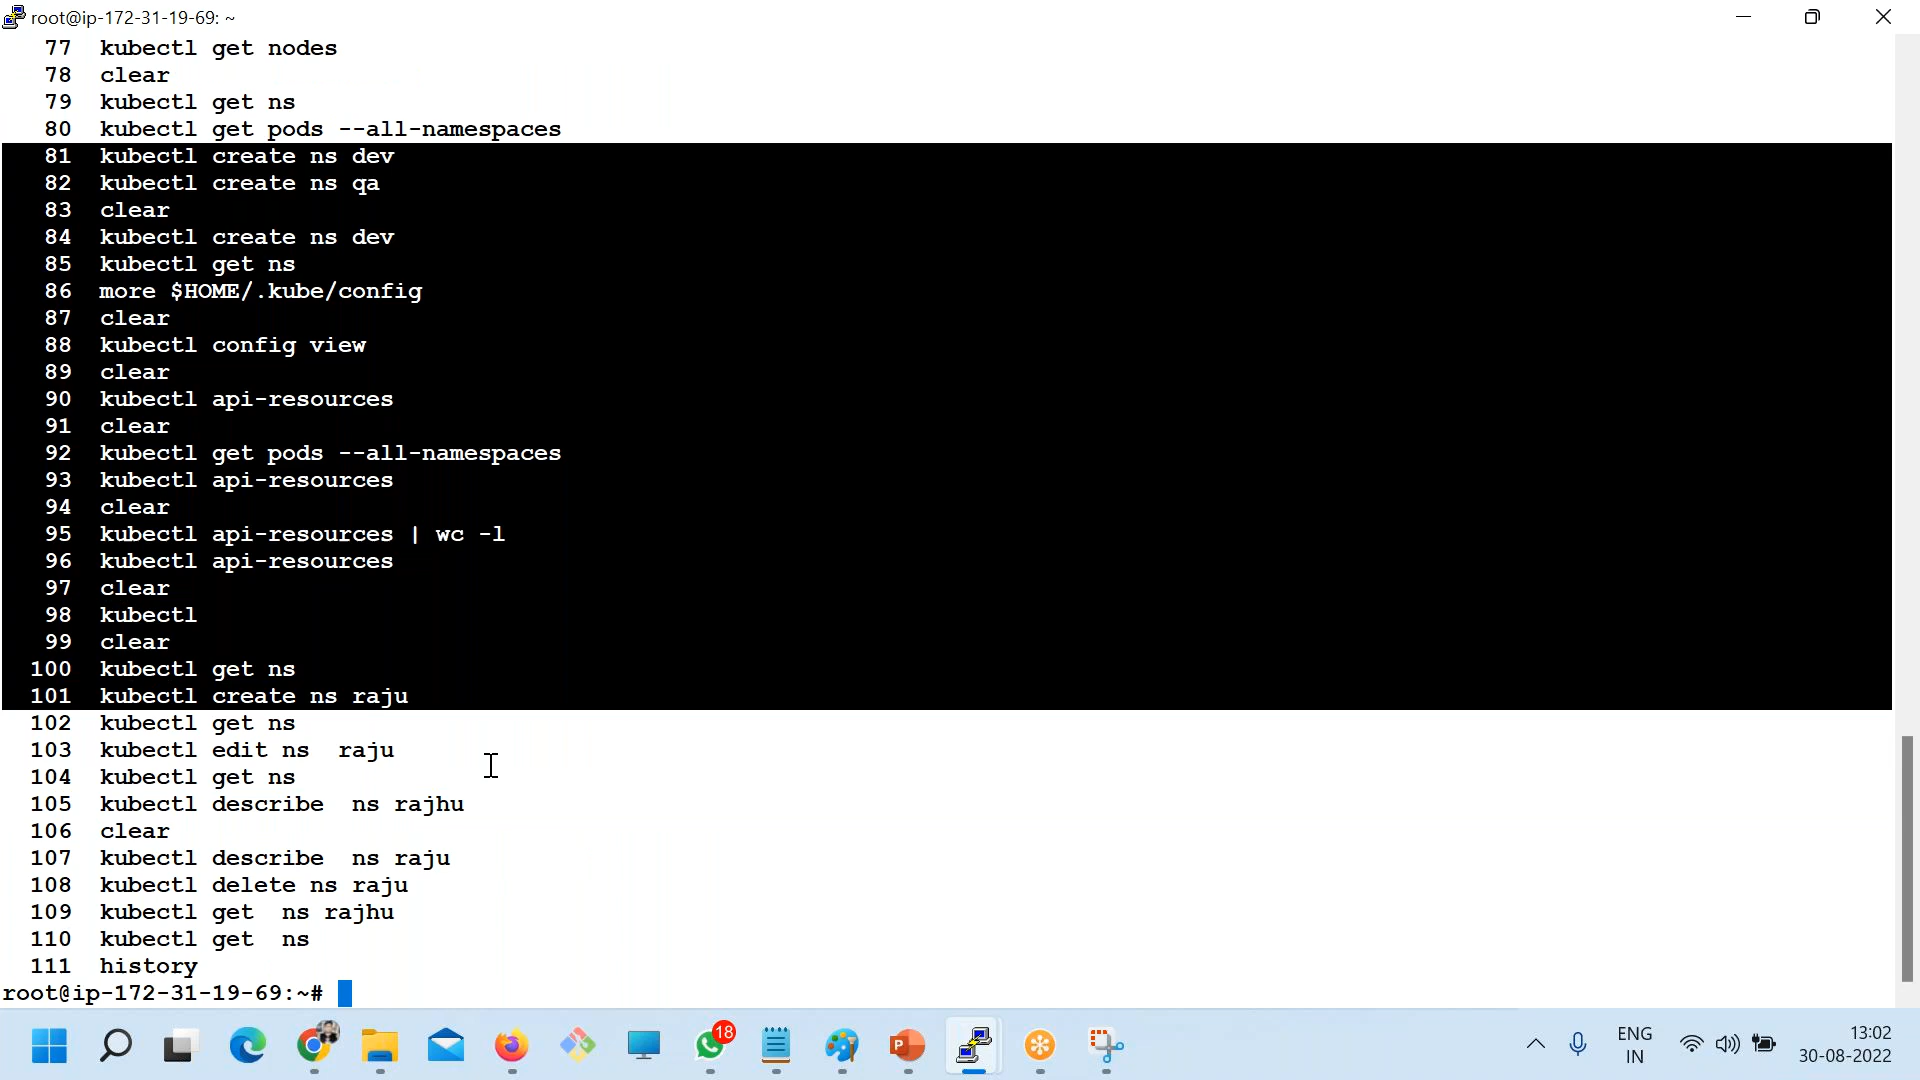 root@ip-172-31-19-69: ~
77 kubectl get nodes
78 clear
79 kubectl get ns
80 kubectl get pods --all-namespaces
81 kubectl create ns dev
82 kubectl create ns qa
83 clear
84 kubectl create ns dev
85 kubectl get ns
86 more $HOME/.kube/config
87 clear
88 kubectl config view
89 clear
90 kubectl api-resources
91 clear
92 kubectl get pods --all-namespaces
93 kubectl api-resources
94 clear
95 kubectl api-resources | wc -l
96 kubectl api-resources
97 clear
98 kubectl
99 clear
100 kubectl get ns
101 kubectl create ns raju
102 kubectl get ns
103 kubectl edit ns  raju
104 kubectl get ns
105 kubectl describe  ns rajhu
106 clear
107 kubectl describe  ns raju
108 kubectl delete ns raju
109 kubectl get  ns rajhu
110 kubectl get  ns
111 history
root@ip-172-31-19-69:~#
18
ENG
IN
13:02
30-08-2022